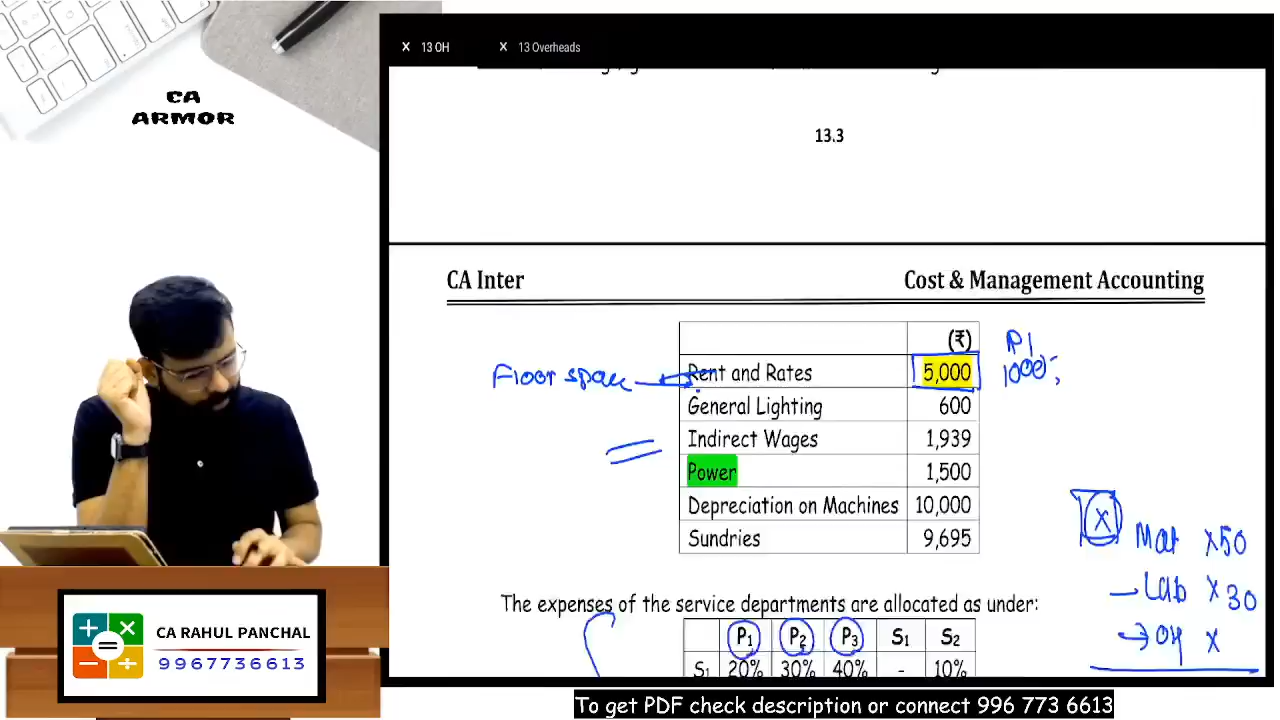 × 13 OH × 13 Overheads
CA
ARMOR
13.3
CA Inter Cost & Management Accounting
(₹) P1
Floor space Rent and Rates 5,000 1000
General Lighting 600
Indirect Wages 1,939
Power 1,500
Depreciation on Machines 10,000
Sundries 9,695
X
Mat × 50
Lab × 30
OH ×
The expenses of the service departments are allocated as under:
P1 P2 P3 S1 S2
S1 20% 30% 40% - 10%
CA RAHUL PANCHAL
9967736613
To get PDF check description or connect 996 773 6613